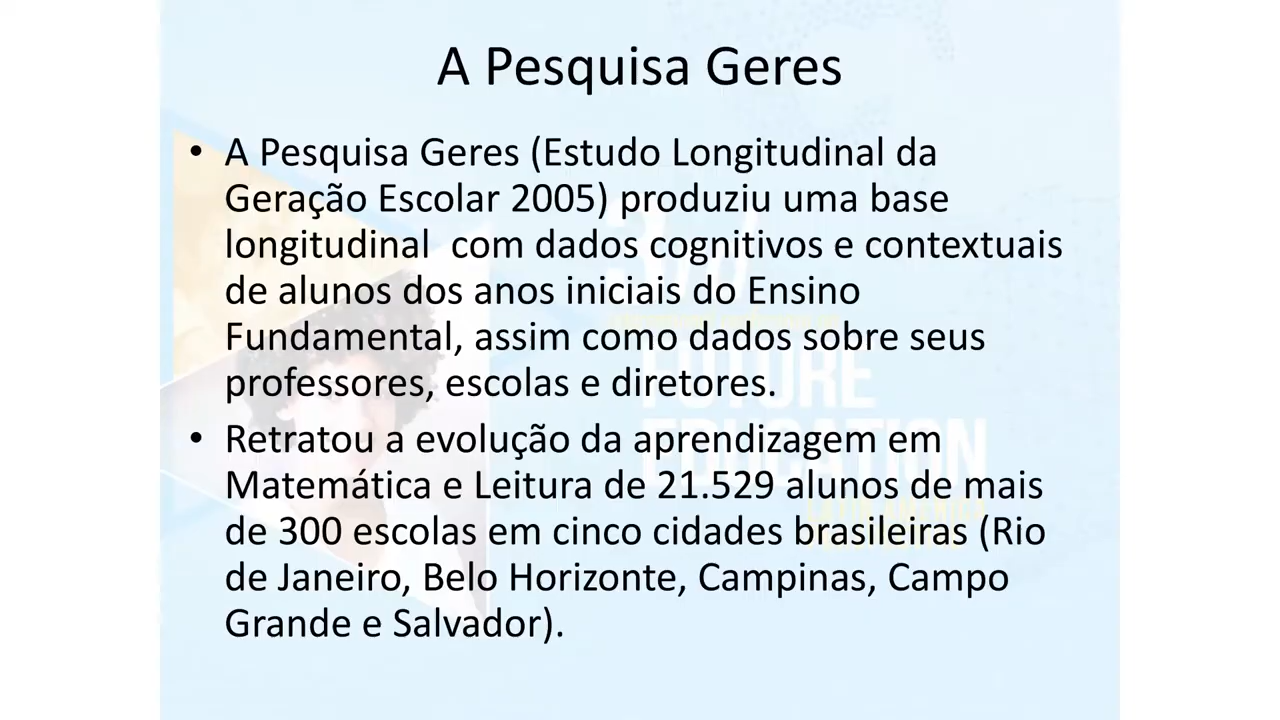 A Pesquisa Geres
• A Pesquisa Geres (Estudo Longitudinal da
Geração Escolar 2005) produziu uma base
longitudinal  com dados cognitivos e contextuais
de alunos dos anos iniciais do Ensino
Fundamental, assim como dados sobre seus
professores, escolas e diretores.
• Retratou a evolução da aprendizagem em
Matemática e Leitura de 21.529 alunos de mais
de 300 escolas em cinco cidades brasileiras (Rio
de Janeiro, Belo Horizonte, Campinas, Campo
Grande e Salvador).
FUTURE
EDUCATION